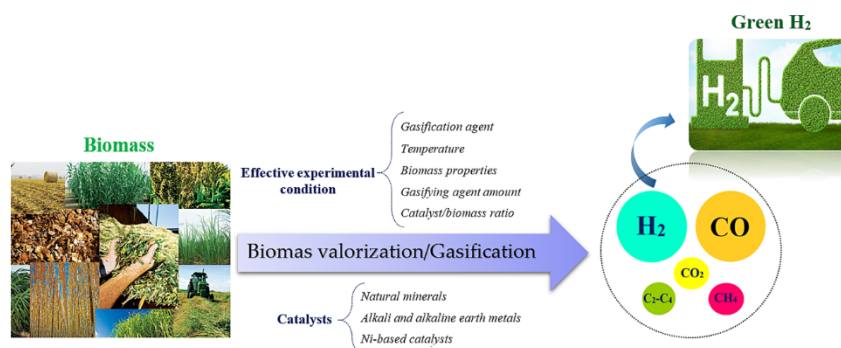 Green H₂
H₂
Biomass
Effective experimental
condition
Gasification agent
Temperature
Biomass properties
Gasifying agent amount
Catalyst/biomass ratio
Biomas valorization/Gasification
Catalysts
Natural minerals
Alkali and alkaline earth metals
Ni-based catalysts
H₂
CO
CO₂
C₂-C₄
CH₄